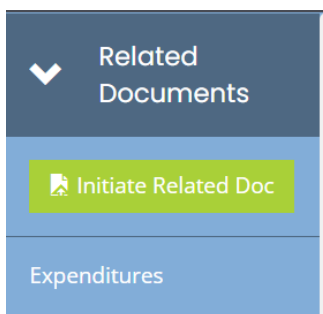 Related
Documents
Initiate Related Doc
Expenditures